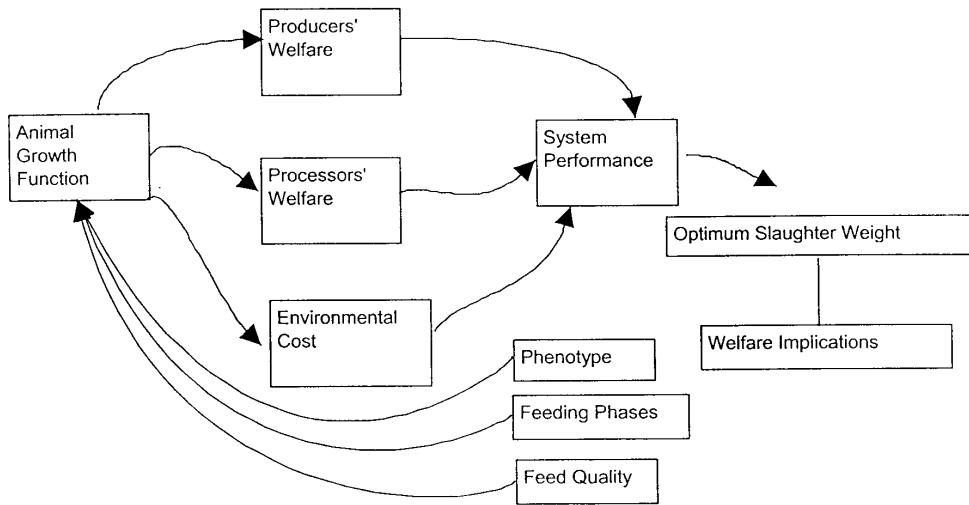 Producers'
Welfare
Animal
Growth
Function
System
Performance
Processors'
Welfare
Optimum Slaughter Weight
Environmental
Cost
Welfare Implications
Phenotype
Feeding Phases
Feed Quality